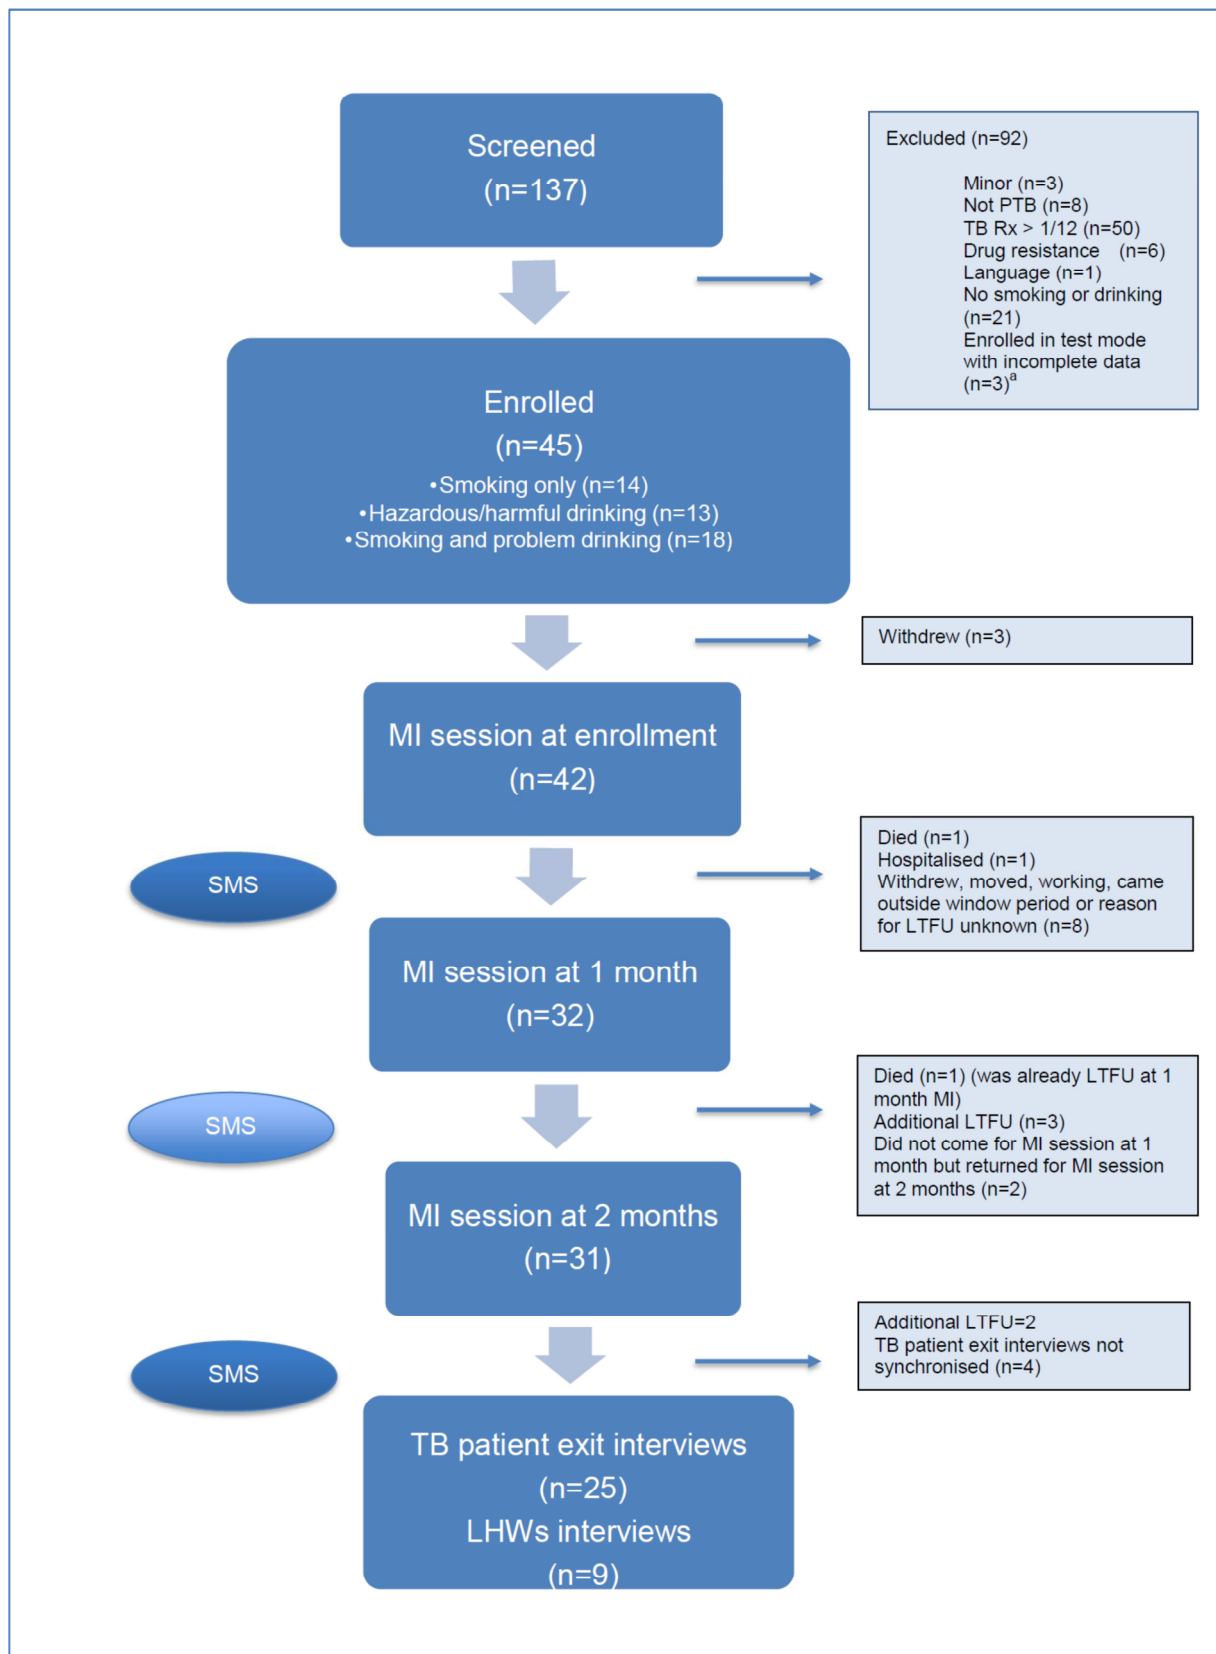 Screened
(n=137)
Excluded (n=92)
Minor (n=3)
Not PTB (n=8)
TB Rx > 1/12 (n=50)
Drug resistance (n=6)
Language (n=1)
No smoking or drinking
(n=21)
Enrolled in test mode
with incomplete data
(n=3)a
Enrolled
(n=45)
•Smoking only (n=14)
•Hazardous/harmful drinking (n=13)
•Smoking and problem drinking (n=18)
Withdrew (n=3)
MI session at enrollment
(n=42)
SMS
Died (n=1)
Hospitalised (n=1)
Withdrew, moved, working, came
outside window period or reason
for LTFU unknown (n=8)
MI session at 1 month
(n=32)
SMS
Died (n=1) (was already LTFU at 1
month MI)
Additional LTFU (n=3)
Did not come for MI session at 1
month but returned for MI session
at 2 months (n=2)
MI session at 2 months
(n=31)
SMS
Additional LTFU=2
TB patient exit interviews not
synchronised (n=4)
TB patient exit interviews
(n=25)
LHWs interviews
(n=9)